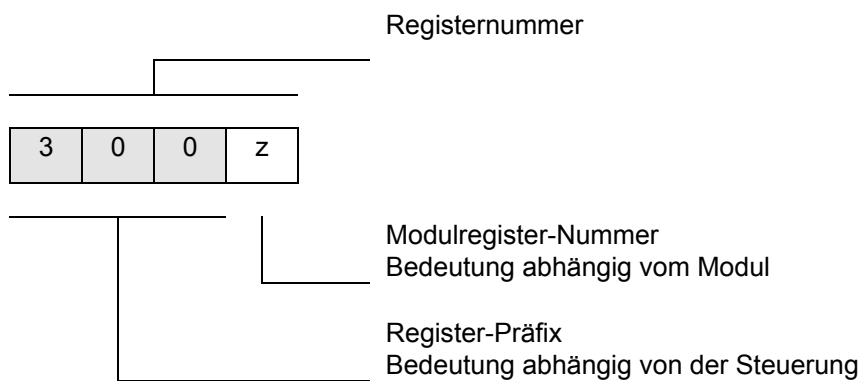 Registernummer
3 0 0 z
Modulregister-Nummer
Bedeutung abhängig vom Modul
Register-Präfix
Bedeutung abhängig von der Steuerung